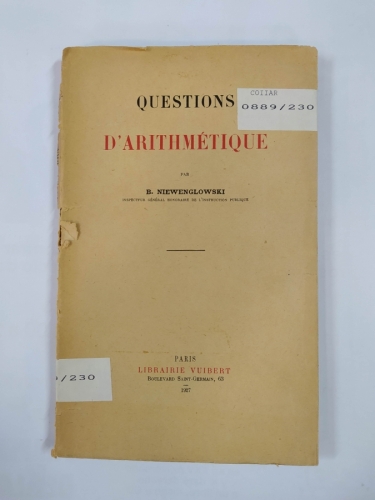 QUESTIONS
COIIAR
0889/230
D'ARITHMÉTIQUE
PAR
B. NIEWENGLOWSKI
INSPECTEUR GÉNÉRAL HONORAIRE DE L'INSTRUCTION PUBLIQUE
/230
PARIS
LIBRAIRIE VUIBERT
BOULEVARD SAINT-GERMAIN, 63
1927